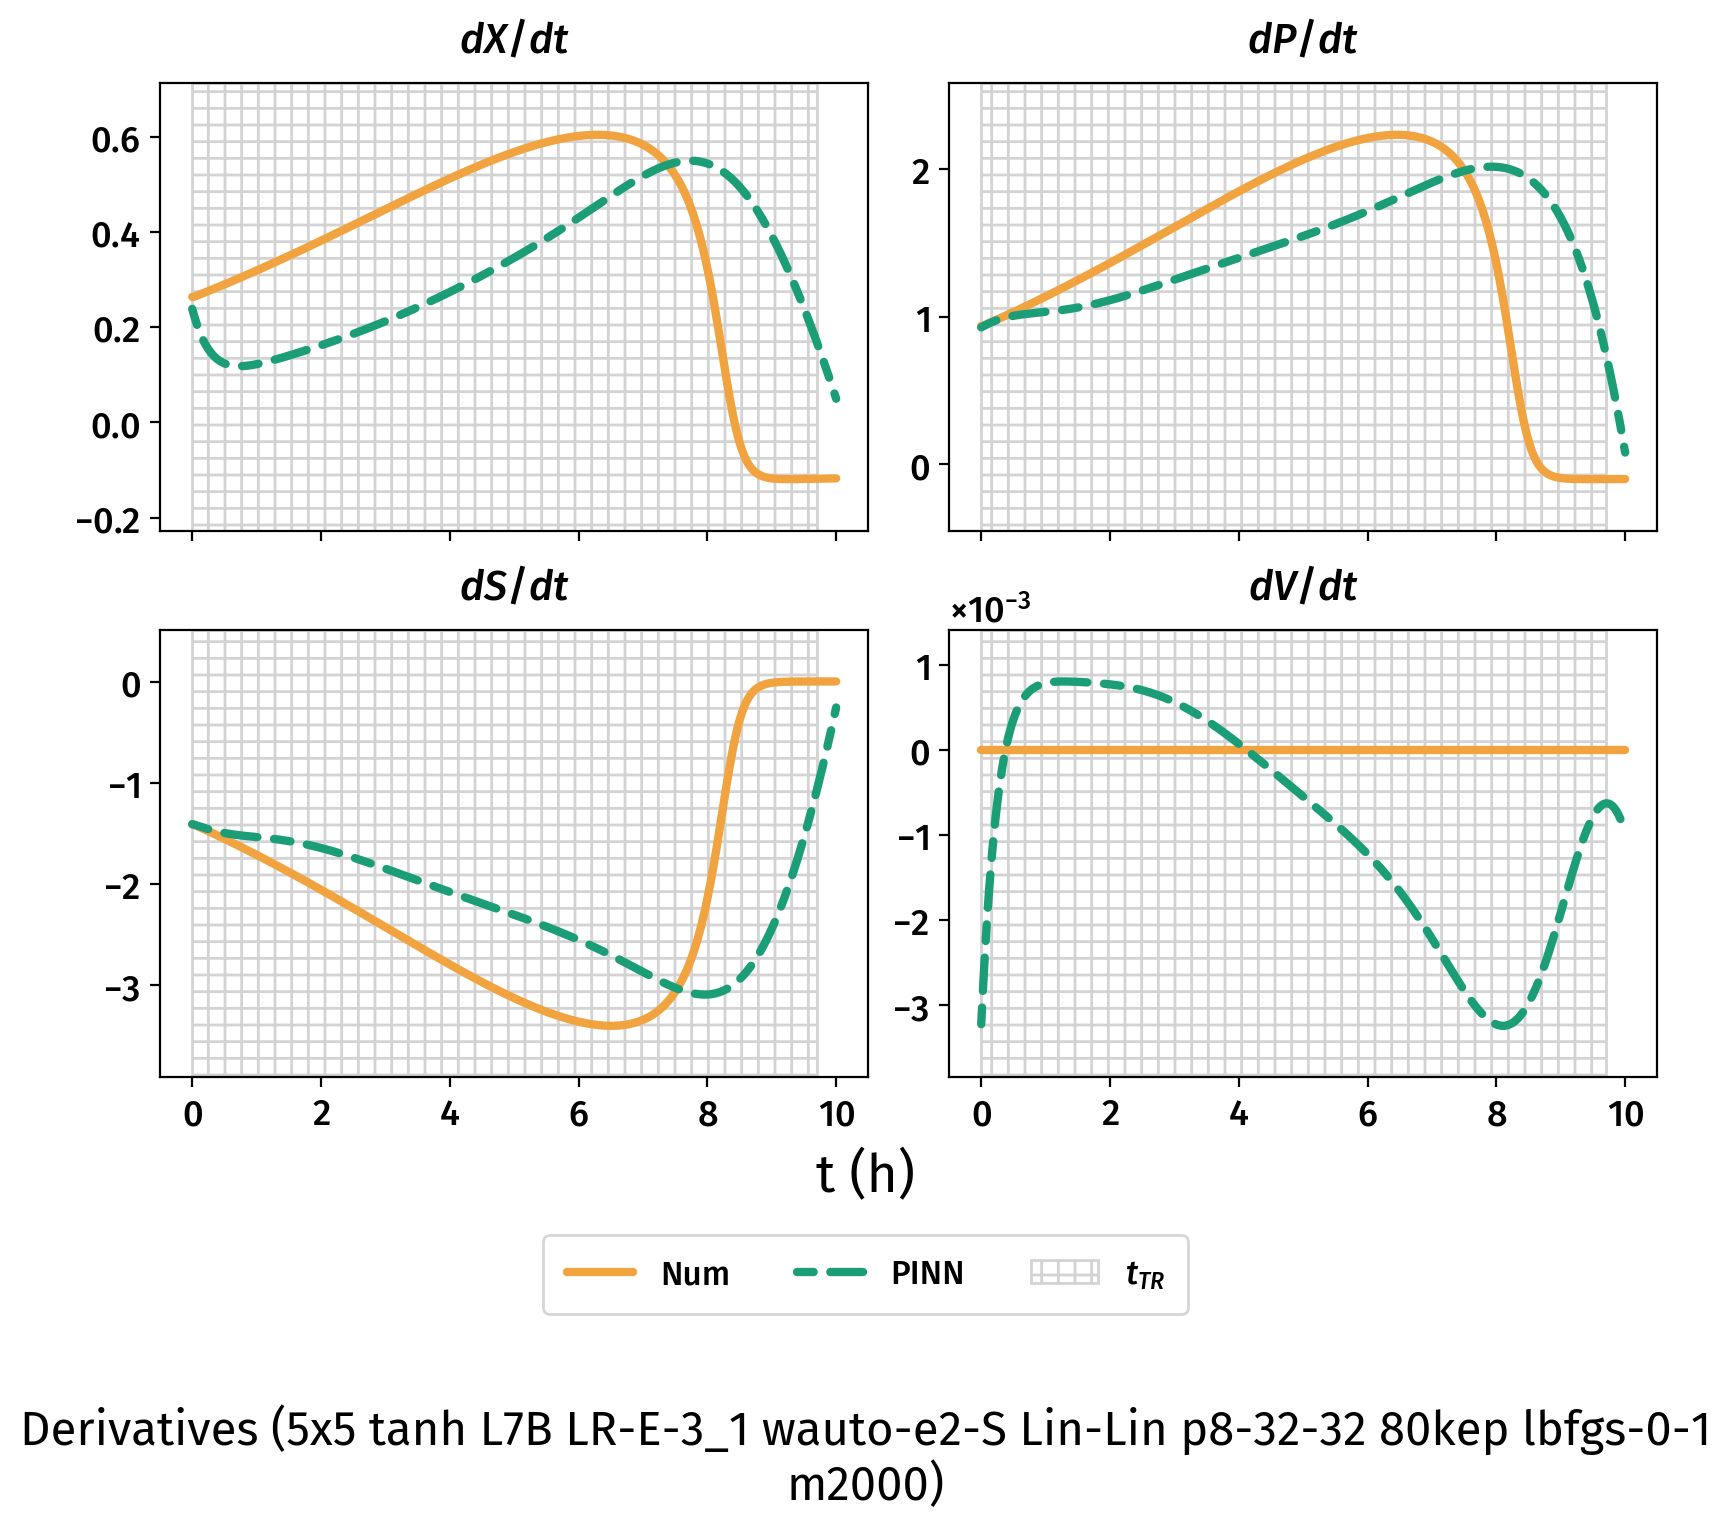 dX/dt
dP/dt
0.6
0.4
0.2
0.0
−0.2
2
1
0
dS/dt
dV/dt
×10⁻³
0
−1
−2
−3
1
0
−1
−2
−3
0 2 4 6 8 10
0 2 4 6 8 10
t (h)
Num PINN t_TR
Derivatives (5x5 tanh L7B LR-E-3_1 wauto-e2-S Lin-Lin p8-32-32 80kep lbfgs-0-1
m2000)